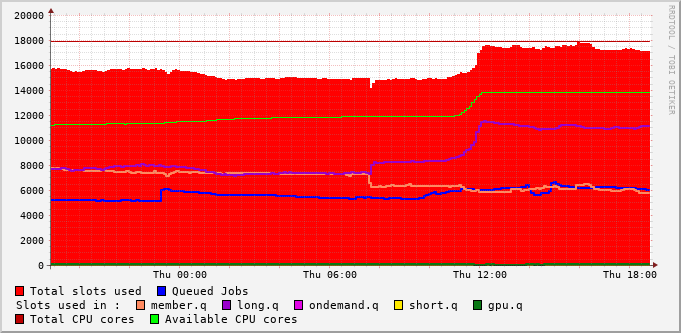 20000
18000
16000
14000
12000
10000
8000
6000
4000
2000
0
Thu 00:00 Thu 06:00 Thu 12:00 Thu 18:00
RRDTOOL / TOBI OETIKER
Total slots used Queued Jobs
Slots used in : member.q long.q ondemand.q short.q gpu.q
Total CPU cores Available CPU cores